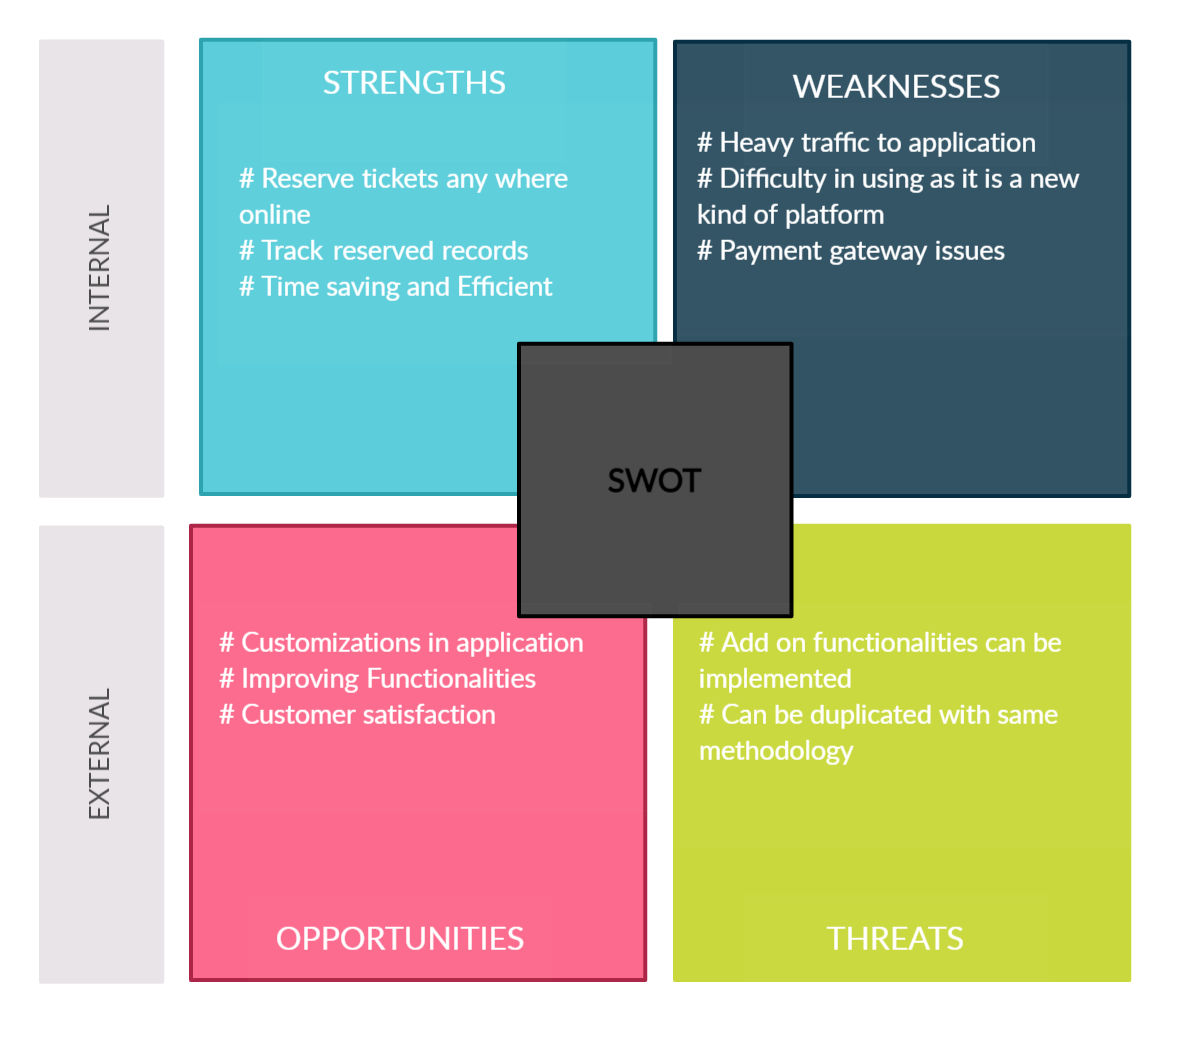 INTERNAL
STRENGTHS
# Reserve tickets any where
online
# Track reserved records
# Time saving and Efficient
WEAKNESSES
# Heavy traffic to application
# Difficulty in using as it is a new
kind of platform
# Payment gateway issues
SWOT
EXTERNAL
# Customizations in application
# Improving Functionalities
# Customer satisfaction
OPPORTUNITIES
# Add on functionalities can be
implemented
# Can be duplicated with same
methodology
THREATS